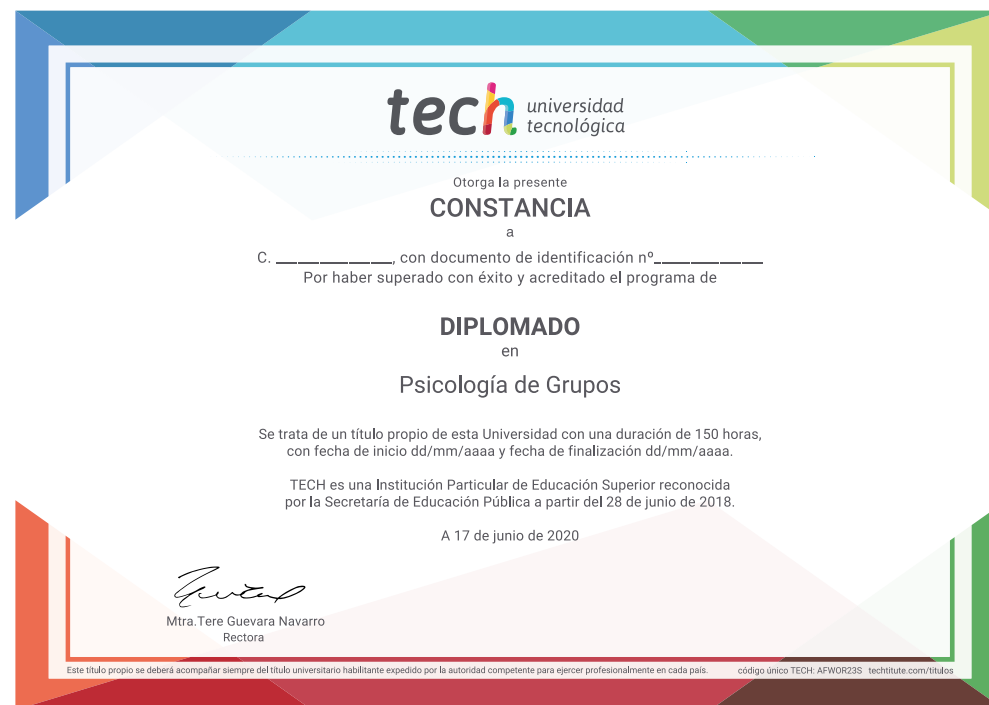 tech universidad
tecnológica
Otorga la presente
CONSTANCIA
a
C. ____________, con documento de identificación nº____________
Por haber superado con éxito y acreditado el programa de
DIPLOMADO
en
Psicología de Grupos
Se trata de un título propio de esta Universidad con una duración de 150 horas,
con fecha de inicio dd/mm/aaaa y fecha de finalización dd/mm/aaaa.
TECH es una Institución Particular de Educación Superior reconocida
por la Secretaría de Educación Pública a partir del 28 de junio de 2018.
A 17 de junio de 2020
Mtra.Tere Guevara Navarro
Rectora
Este título propio se deberá acompañar siempre del título universitario habilitante expedido por la autoridad competente para ejercer profesionalmente en cada país. código único TECH: AFWOR23S techtitute.com/titulos